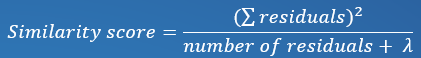 Similarity score = (∑ residuals)² / number of residuals + λ